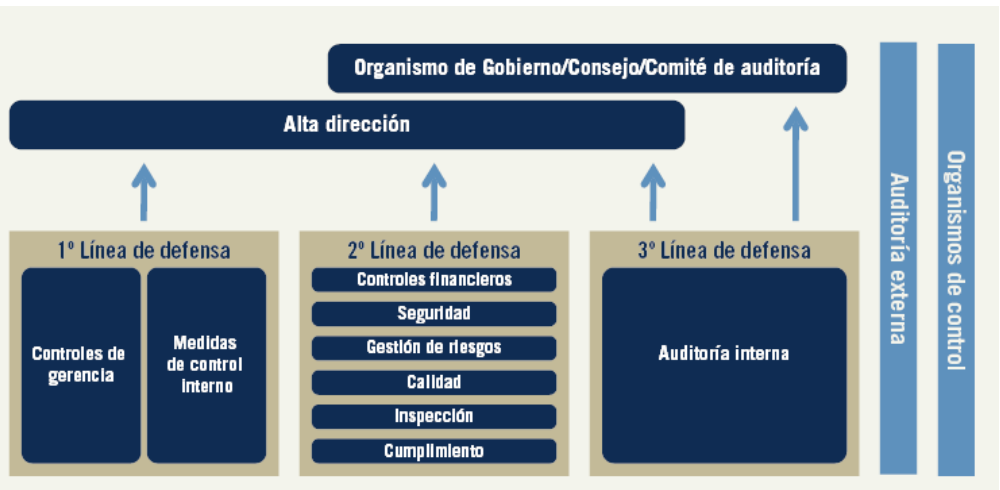 Organismo de Gobierno/Consejo/Comité de auditoría
Alta dirección
1º Línea de defensa
Controles de
gerencia
Medidas
de control
interno
2º Línea de defensa
Controles financieros
Seguridad
Gestión de riesgos
Calidad
Inspección
Cumplimiento
3º Línea de defensa
Auditoría interna
Auditoría externa
Organismos de control